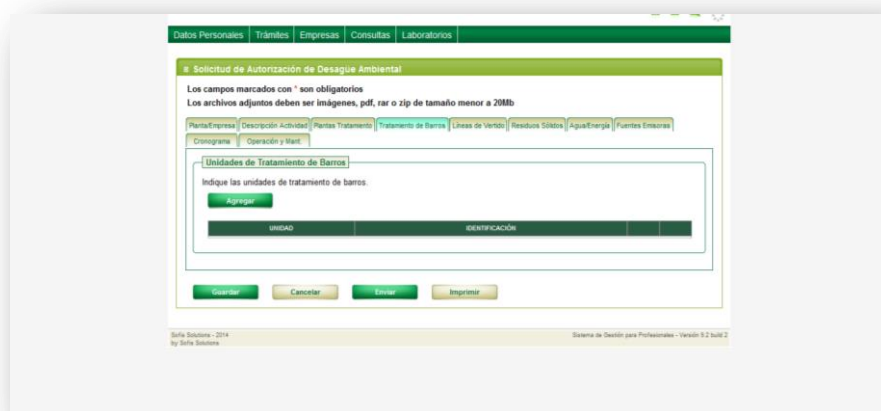 Datos Personales Trámites Empresas Consultas Laboratorios
Solicitud de Autorización de Desagüe Ambiental
Los campos marcados con * son obligatorios
Los archivos adjuntos deben ser imágenes, pdf, rar o zip de tamaño menor a 20Mb
Planta/Empresa Descripción Actividad Plantas Tratamiento Tratamiento de Barros Líneas de Vertido Residuos Sólidos Agua/Energía Fuentes Emisoras
Cronograma Operación y Mant.
Unidades de Tratamiento de Barros
Indique las unidades de tratamiento de barros.
Agregar
UNIDAD IDENTIFICACIÓN
Guardar Cancelar Enviar Imprimir
Sofis Solutions - 2014 Sistema de Gestión para Profesionales - Versión 9.2 build 2
by Sofis Solutions